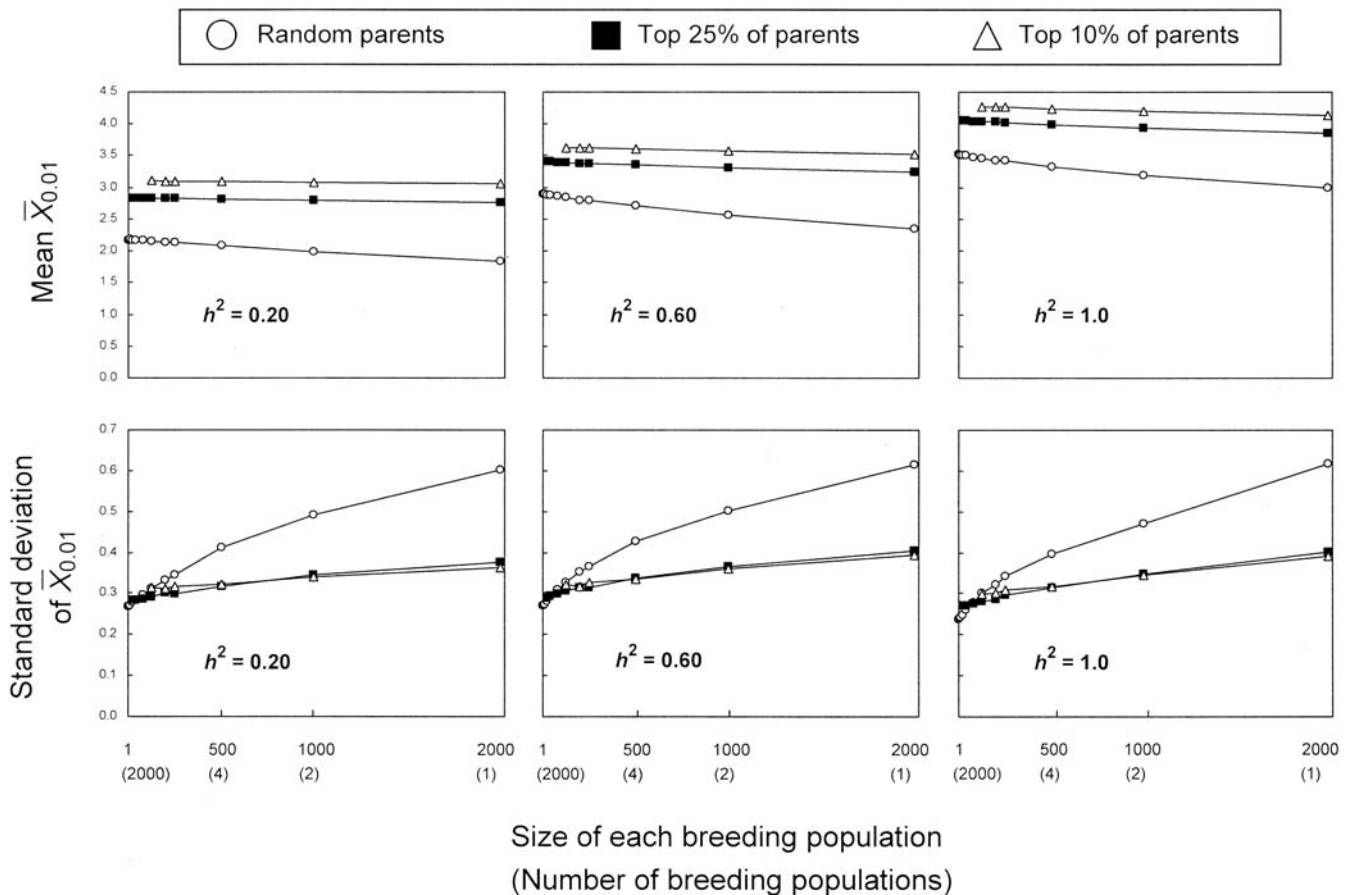 Random parents Top 25% of parents Top 10% of parents
Mean X̅0.01
4.5
4.0
3.5
3.0
2.5
2.0
1.5
1.0
0.5
0.0
h² = 0.20
h² = 0.60
h² = 1.0
Standard deviation
of X̅0.01
0.7
0.6
0.5
0.4
0.3
0.2
0.1
0.0
h² = 0.20
h² = 0.60
h² = 1.0
1 500 1000 2000 1 500 1000 2000 1 500 1000 2000
(2000) (4) (2) (1) (2000) (4) (2) (1) (2000) (4) (2) (1)
Size of each breeding population
(Number of breeding populations)